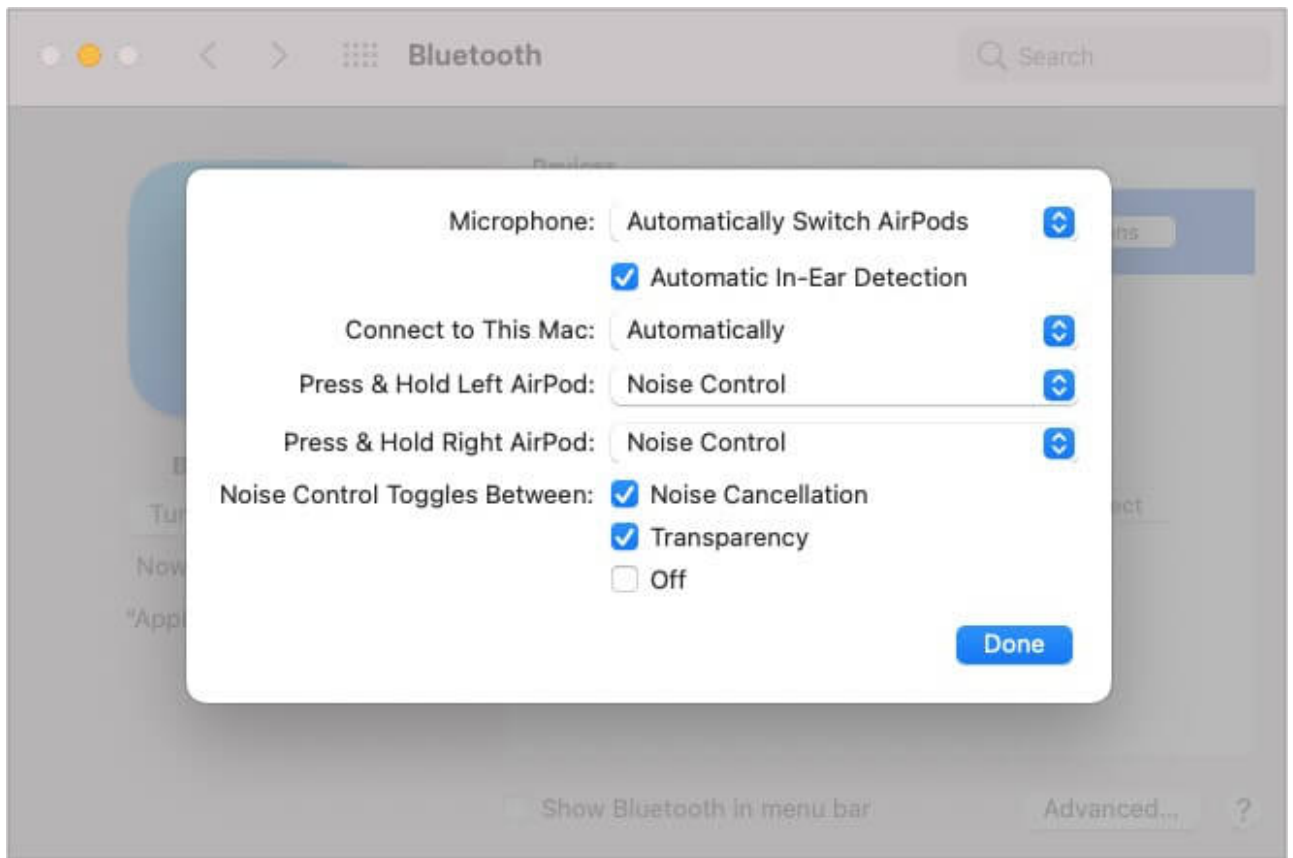 Bluetooth
Search
Devices
Microphone: Automatically Switch AirPods
Automatic In-Ear Detection
Connect to This Mac: Automatically
Press & Hold Left AirPod: Noise Control
Press & Hold Right AirPod: Noise Control
Noise Control Toggles Between: Noise Cancellation
Transparency
Off
Done
Now
Show Bluetooth in menu bar
Advanced...
?